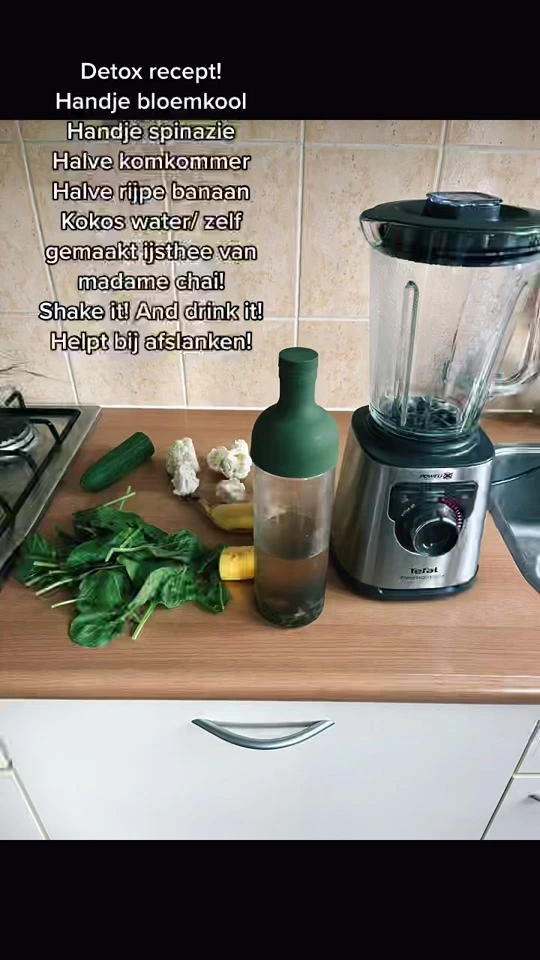 Detox recept!
Handje bloemkool
Handje spinazie
Halve komkommer
Halve rijpe banaan
Kokos water/ zelf
gemaakt ijsthee van
madame chai!
Shake it! And drink it!
Helpt bij afslanken!
POWELIX
Tefal